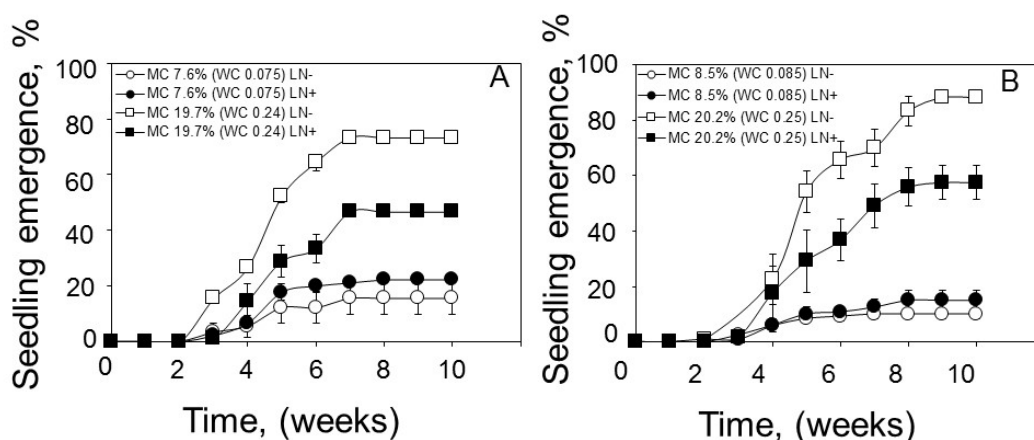 Seedling emergence, %
100
80
60
40
20
0
MC 7.6% (WC 0.075) LN-
MC 7.6% (WC 0.075) LN+
MC 19.7% (WC 0.24) LN-
MC 19.7% (WC 0.24) LN+
A
0 2 4 6 8 10
Time, (weeks)
Seedling emergence, %
100
80
60
40
20
0
MC 8.5% (WC 0.085) LN-
MC 8.5% (WC 0.085) LN+
MC 20.2% (WC 0.25) LN-
MC 20.2% (WC 0.25) LN+
B
0 2 4 6 8 10
Time, (weeks)